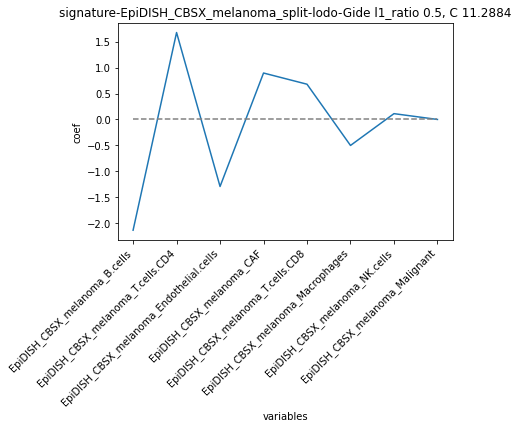 signature-EpiDISH_CBSX_melanoma_split-lodo-Gide l1_ratio 0.5, C 11.2884
1.5
1.0
0.5
0.0
−0.5
−1.0
−1.5
−2.0
coef
EpiDISH_CBSX_melanoma_B.cells
EpiDISH_CBSX_melanoma_T.cells.CD4
EpiDISH_CBSX_melanoma_Endothelial.cells
EpiDISH_CBSX_melanoma_CAF
EpiDISH_CBSX_melanoma_T.cells.CD8
EpiDISH_CBSX_melanoma_Macrophages
EpiDISH_CBSX_melanoma_NK.cells
EpiDISH_CBSX_melanoma_Malignant
variables